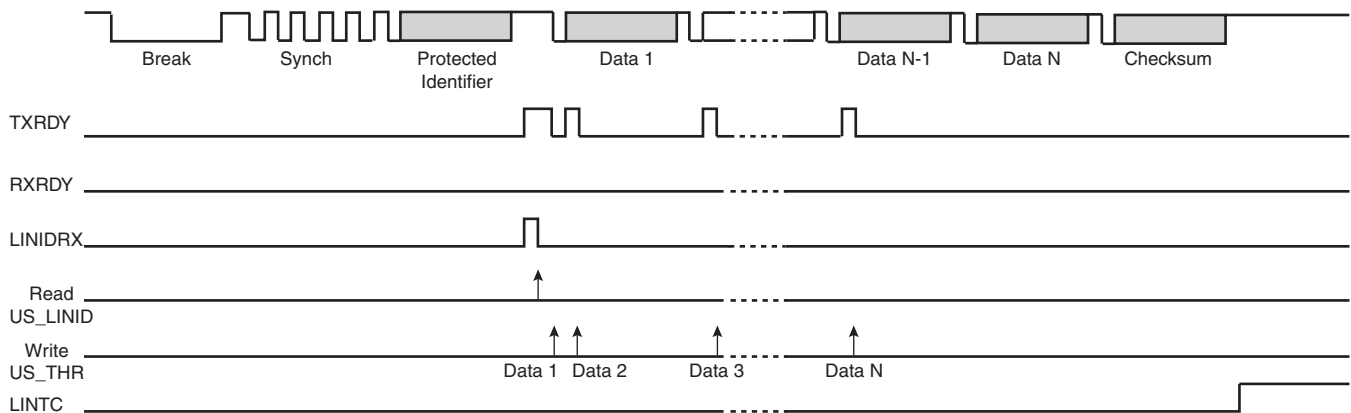 Break Synch Protected Data 1 Data N-1 Data N Checksum
Identifier
TXRDY
RXRDY
LINIDRX
Read
US_LINID
Write
US_THR Data 1 Data 2 Data 3 Data N
LINTC